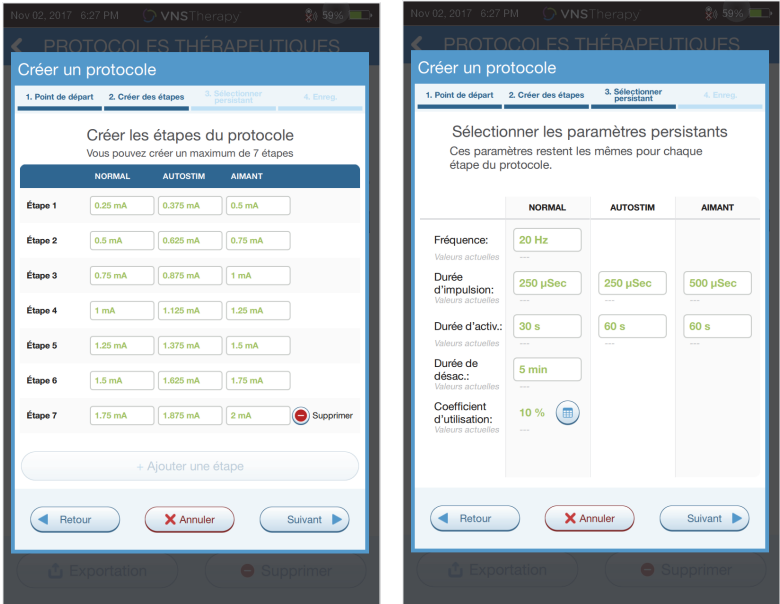 Nov 02, 2017 6:27 PM VNSTherapy 59%
PROTOCOLES THÉRAPEUTIQUES
Créer un protocole
1. Point de départ 2. Créer des étapes 3. Sélectionner persistant 4. Enreg.
Créer les étapes du protocole
Vous pouvez créer un maximum de 7 étapes
NORMAL AUTOSTIM AIMANT
Étape 1 0.25 mA 0.375 mA 0.5 mA
Étape 2 0.5 mA 0.625 mA 0.75 mA
Étape 3 0.75 mA 0.875 mA 1 mA
Étape 4 1 mA 1.125 mA 1.25 mA
Étape 5 1.25 mA 1.375 mA 1.5 mA
Étape 6 1.5 mA 1.625 mA 1.75 mA
Étape 7 1.75 mA 1.875 mA 2 mA Supprimer
+ Ajouter une étape
Retour Annuler Suivant
Exportation Supprimer
Nov 02, 2017 6:27 P VNSTherapy 59%
PROTOCOLES THÉRAPEUTIQUES
Créer un protocole
1. Point de départ 2. Créer des étapes 3. Sélectionner persistant 4. Enreg.
Sélectionner les paramètres persistants
Ces paramètres restent les mêmes pour chaque
étape du protocole.
NORMAL AUTOSTIM AIMANT
Fréquence: 20 Hz
Valeurs actuelles ----
Durée
d'impulsion: 250 µSec 250 µSec 500 µSec
Valeurs actuelles ---- ---- ----
Durée d'activ.: 30 s 60 s 60 s
Valeurs actuelles ---- ---- ----
Durée de
désac.: 5 min
Valeurs actuelles ----
Coefficient
d'utilisation: 10 %
Valeurs actuelles ----
Retour Annuler Suivant
Exportation Supprimer